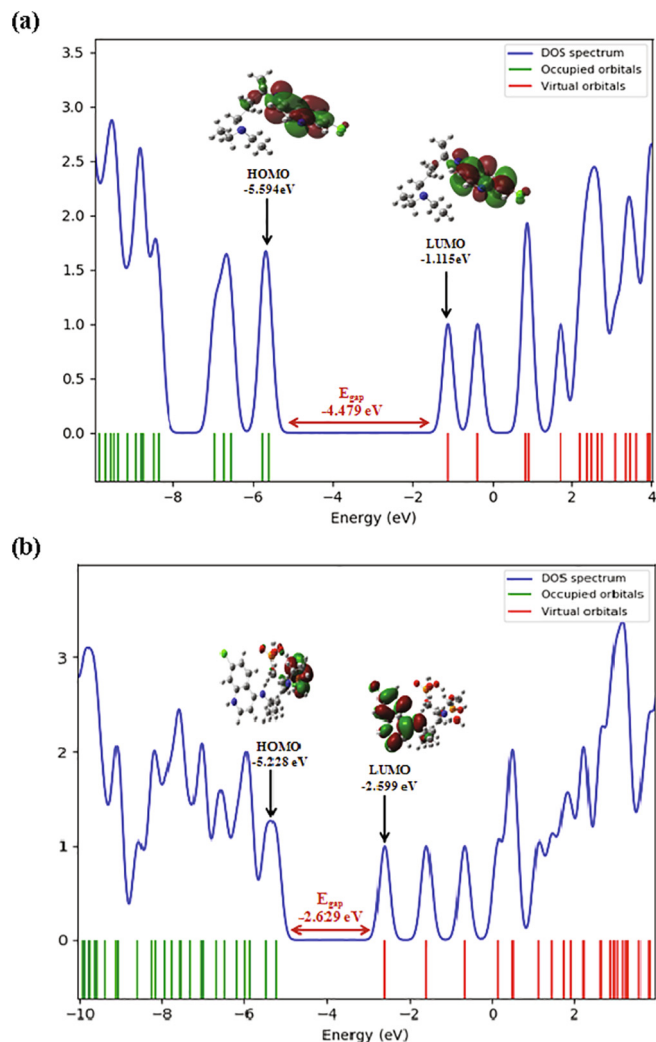 (a)
3.5
3.0
2.5
2.0
1.5
1.0
0.5
0.0
DOS spectrum
Occupied orbitals
Virtual orbitals
HOMO
-5.594eV
LUMO
-1.115eV
Egap
-4.479 eV
−8 −6 −4 −2 0 2 4
Energy (eV)
(b)
3
2
1
0
DOS spectrum
Occupied orbitals
Virtual orbitals
HOMO
-5.228eV
LUMO
-2.599 eV
Egap
-2.629 eV
−10 −8 −6 −4 −2 0 2
Energy (eV)